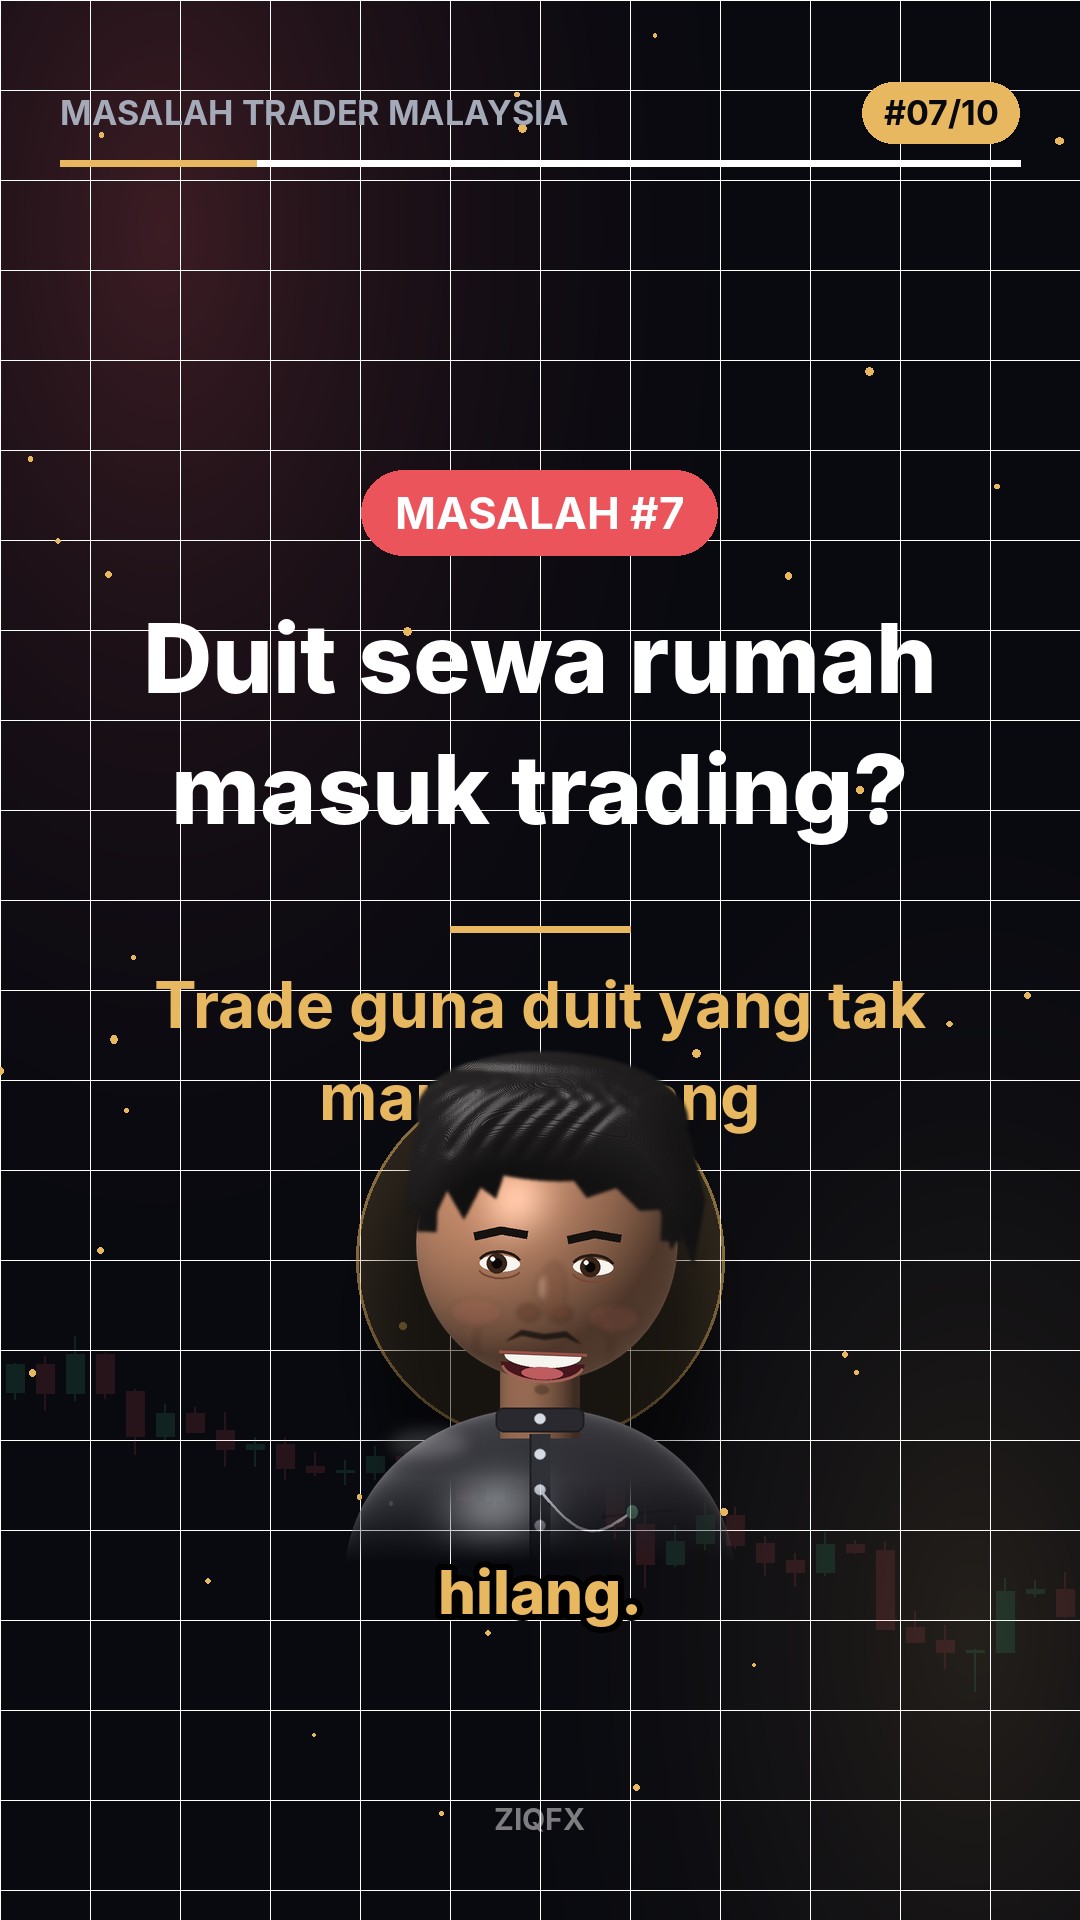 MASALAH TRADER MALAYSIA
#07/10
MASALAH #7
Duit sewa rumah
masuk trading?
Trade guna duit yang tak
hilang.
ZIQFX